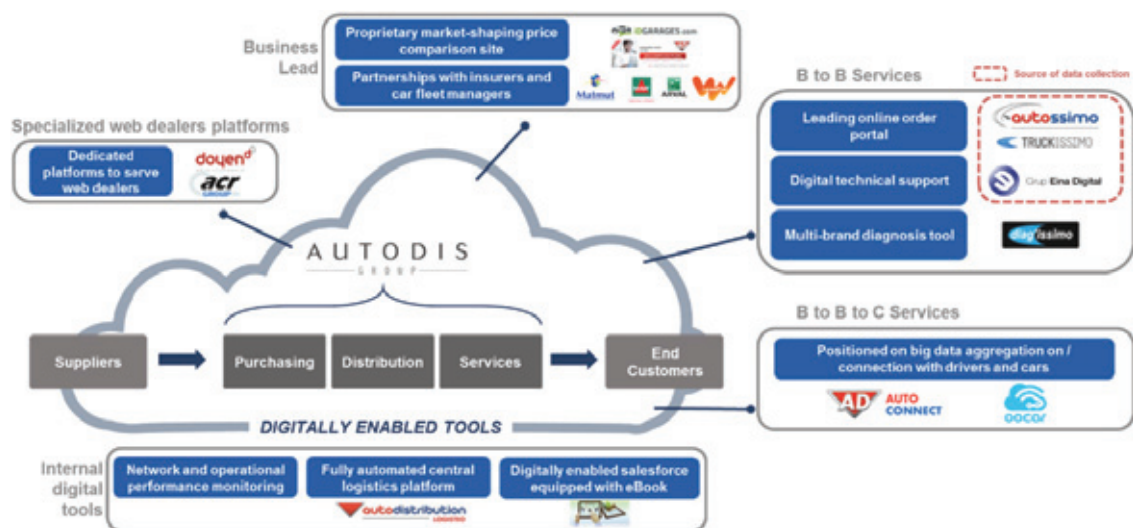 Business
Lead
Proprietary market-shaping price
comparison site
iDGARAGES.com
Partnerships with insurers and
car fleet managers
Matmut
ARVAL
B to B Services
Source of data collection
Leading online order
portal
autossimo
TRUCKISSIMO
Digital technical support
Grup Eina Digital
Multi-brand diagnosis tool
diag'issimo
Specialized web dealers platforms
Dedicated
platforms to serve
web dealers
doyen
acr
GROUP
AUTODIS
GROUP
Suppliers
Purchasing
Distribution
Services
End
Customers
DIGITALLY ENABLED TOOLS
B to B to C Services
Positioned on big data aggregation on /
connection with drivers and cars
AD
AUTO
CONNECT
oocar
Internal
digital
tools
Network and operational
performance monitoring
Fully automated central
logistics platform
autodistribution
LOGISTIC
Digitally enabled salesforce
equipped with eBook